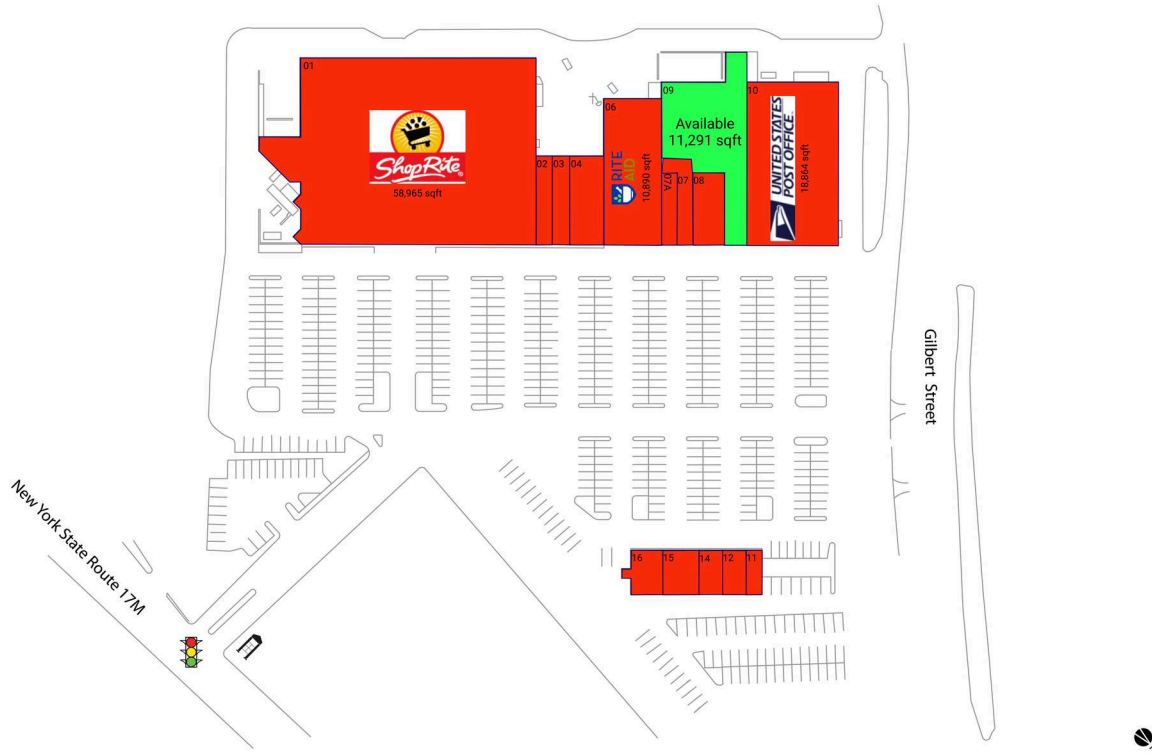 01
ShopRite
58,965 sqft
02
03
04
06
RITE
AID
10,890 sqft
09
Available
11,291 sqft
07A
07
08
10
UNITED STATES
POST OFFICE
18,864 sqft
Gilbert Street
New York State Route 17M
16
15
14
12
11